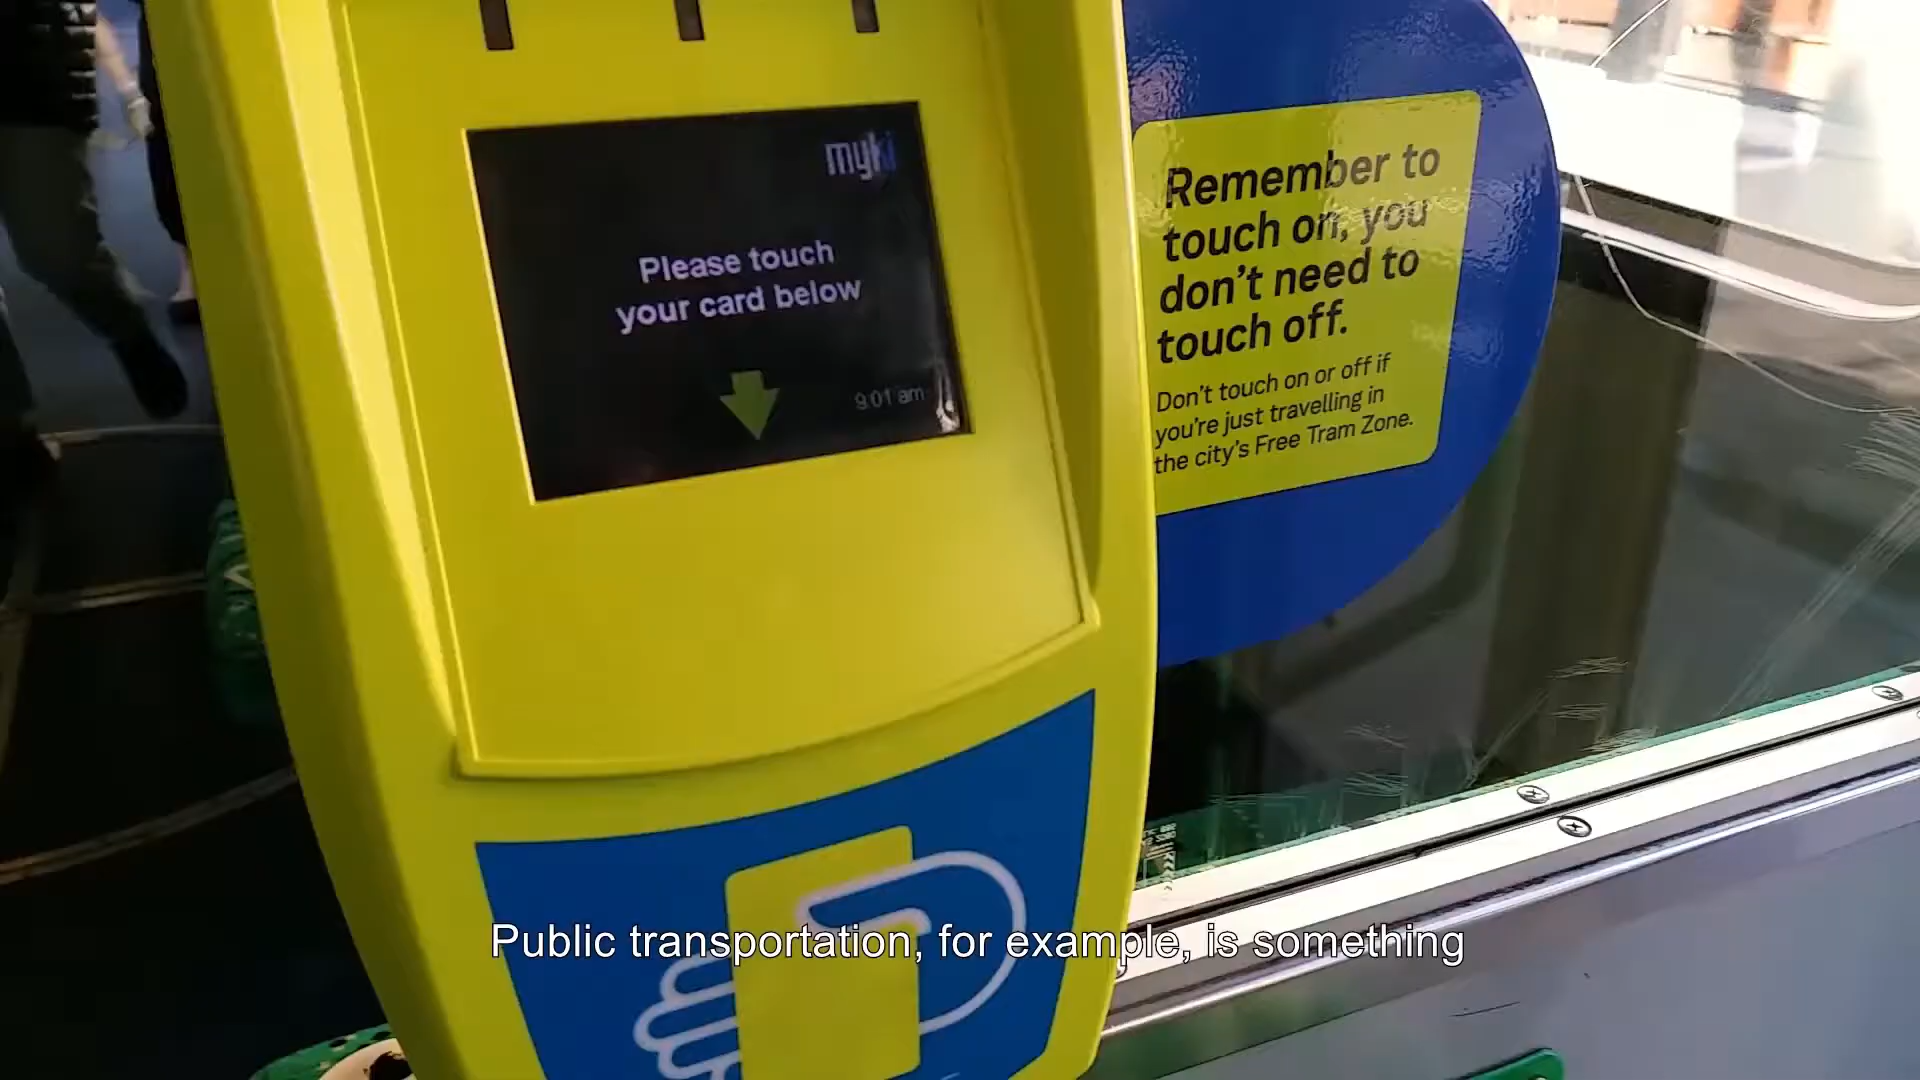 myki
Please touch
your card below
9:01 am
Remember to
touch on, you
don't need to
touch off.
Don't touch on or off if
you're just travelling in
the city's Free Tram Zone.
Public transportation, for example, is something